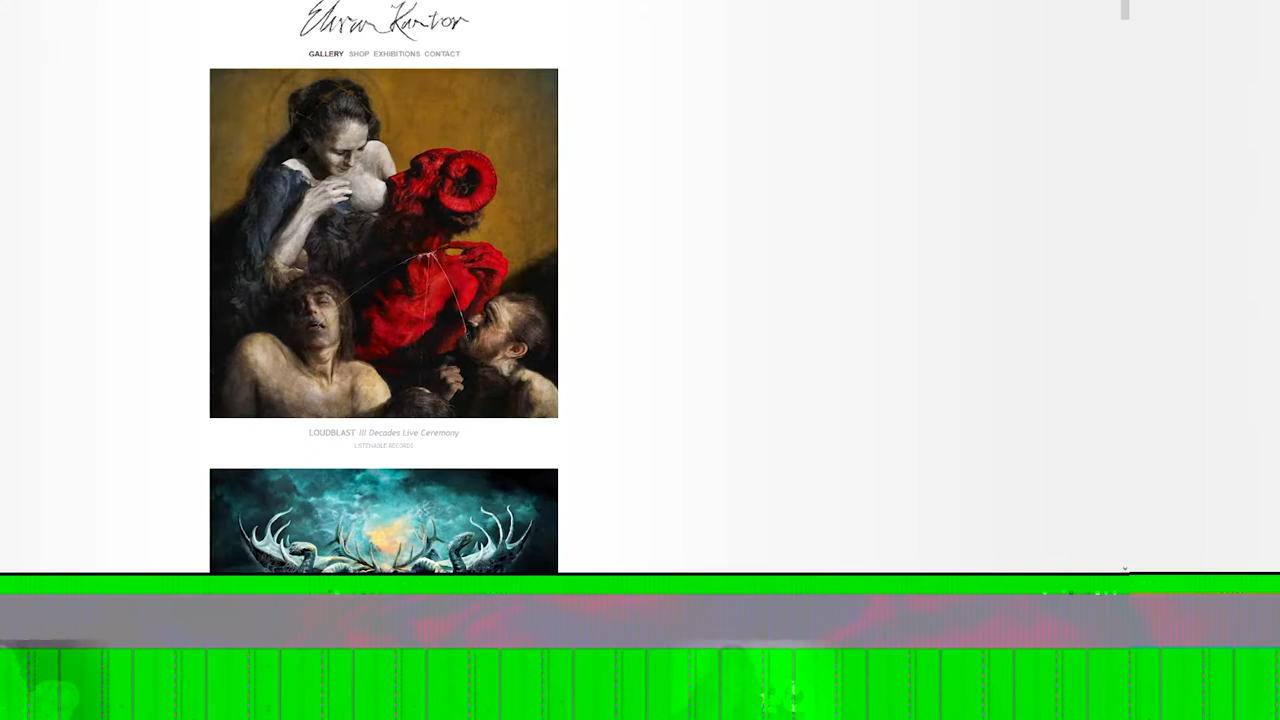 Eliran Kantor
GALLERY SHOP EXHIBITIONS CONTACT
LOUDBLAST III Decades Live Ceremony
LISTENABLE RECORDS